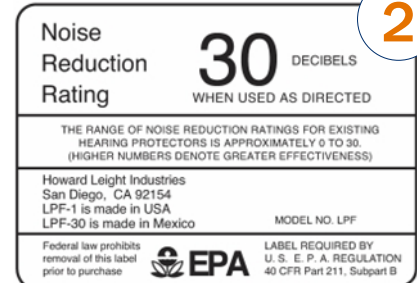 2
Noise
Reduction
Rating
30
DECIBELS
WHEN USED AS DIRECTED
THE RANGE OF NOISE REDUCTION RATINGS FOR EXISTING
HEARING PROTECTORS IS APPROXIMATELY 0 TO 30.
(HIGHER NUMBERS DENOTE GREATER EFFECTIVENESS)
Howard Leight Industries
San Diego, CA 92154
LPF-1 is made in USA
LPF-30 is made in Mexico
MODEL NO. LPF
Federal law prohibits
removal of this label
prior to purchase
EPA
LABEL REQUIRED BY
U. S. E. P. A. REGULATION
40 CFR Part 211, Subpart B